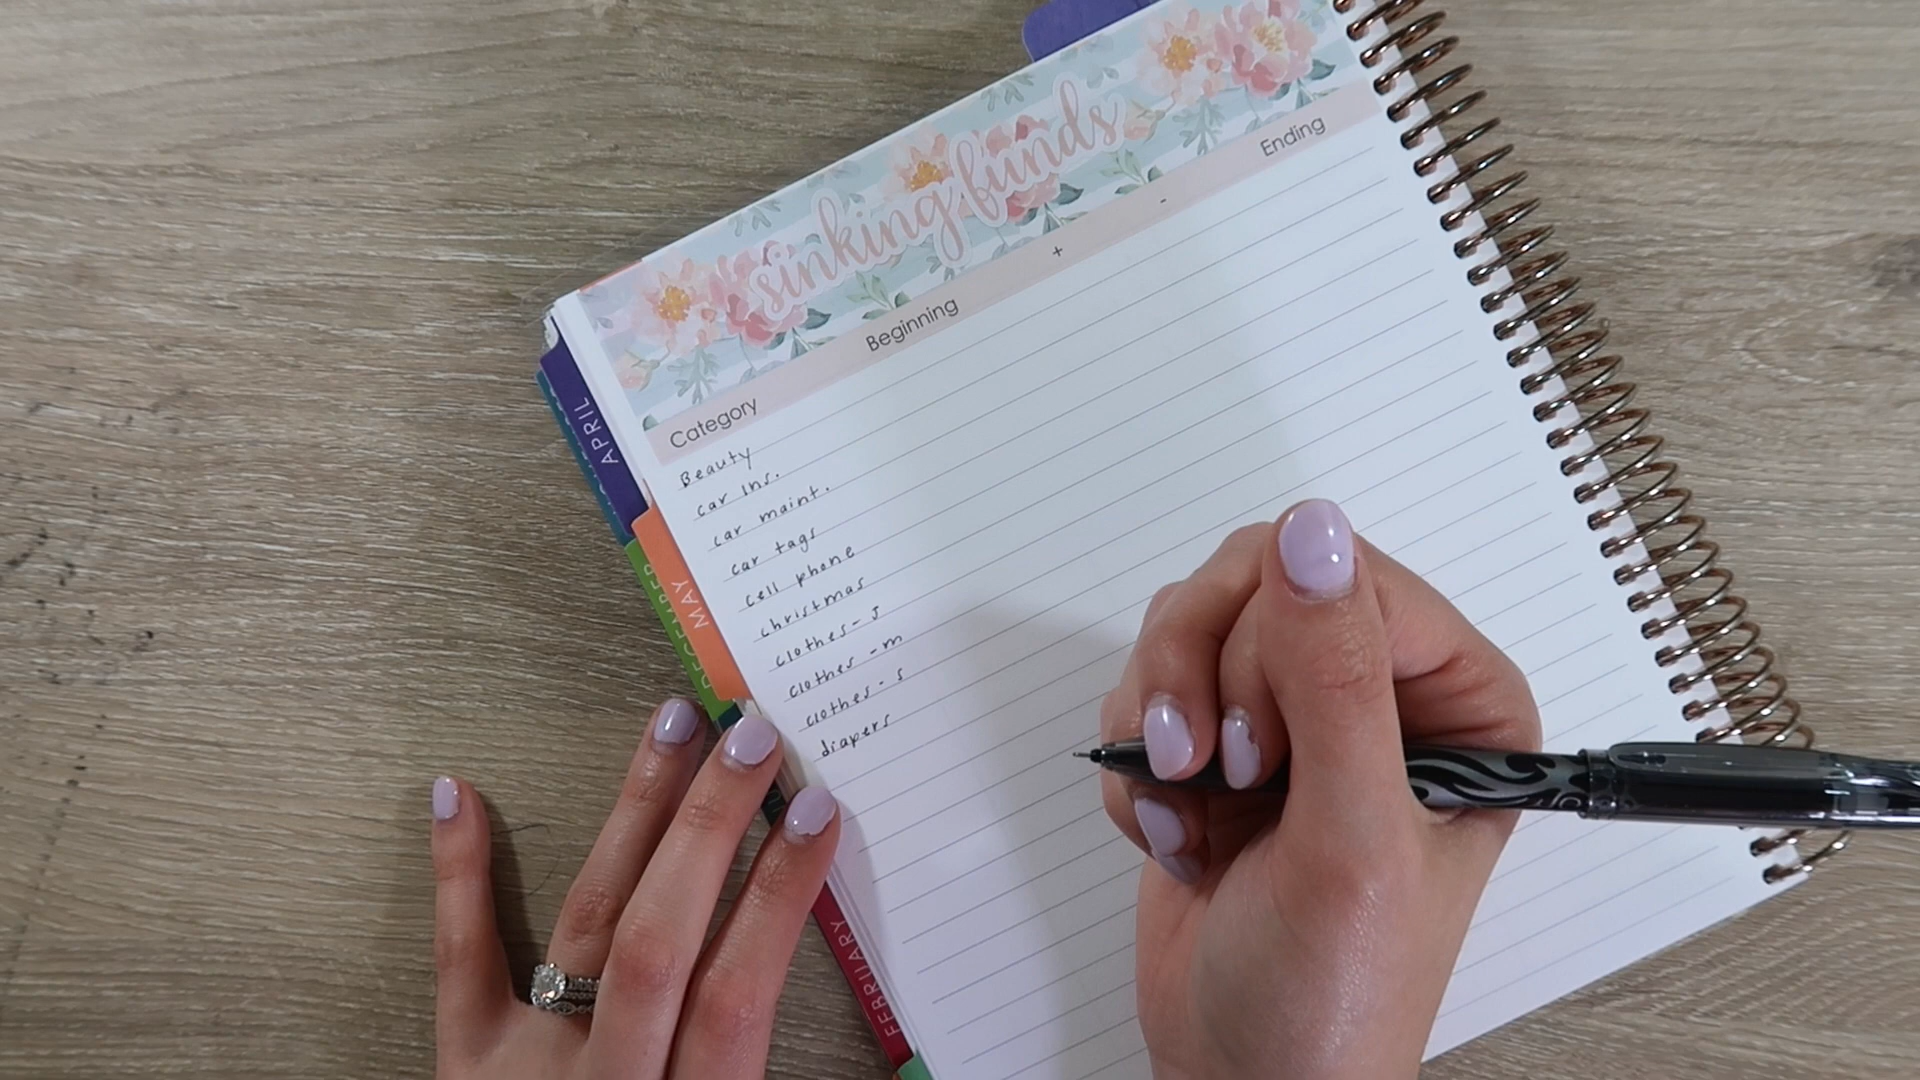 sinking funds
Category Beginning + - Ending
Beauty
car Ins.
car maint.
car tags
cell phone
christmas
clothes - J
clothes - m
clothes - s
diapers
APRIL
MAY
DECEMBER
FEBRUARY